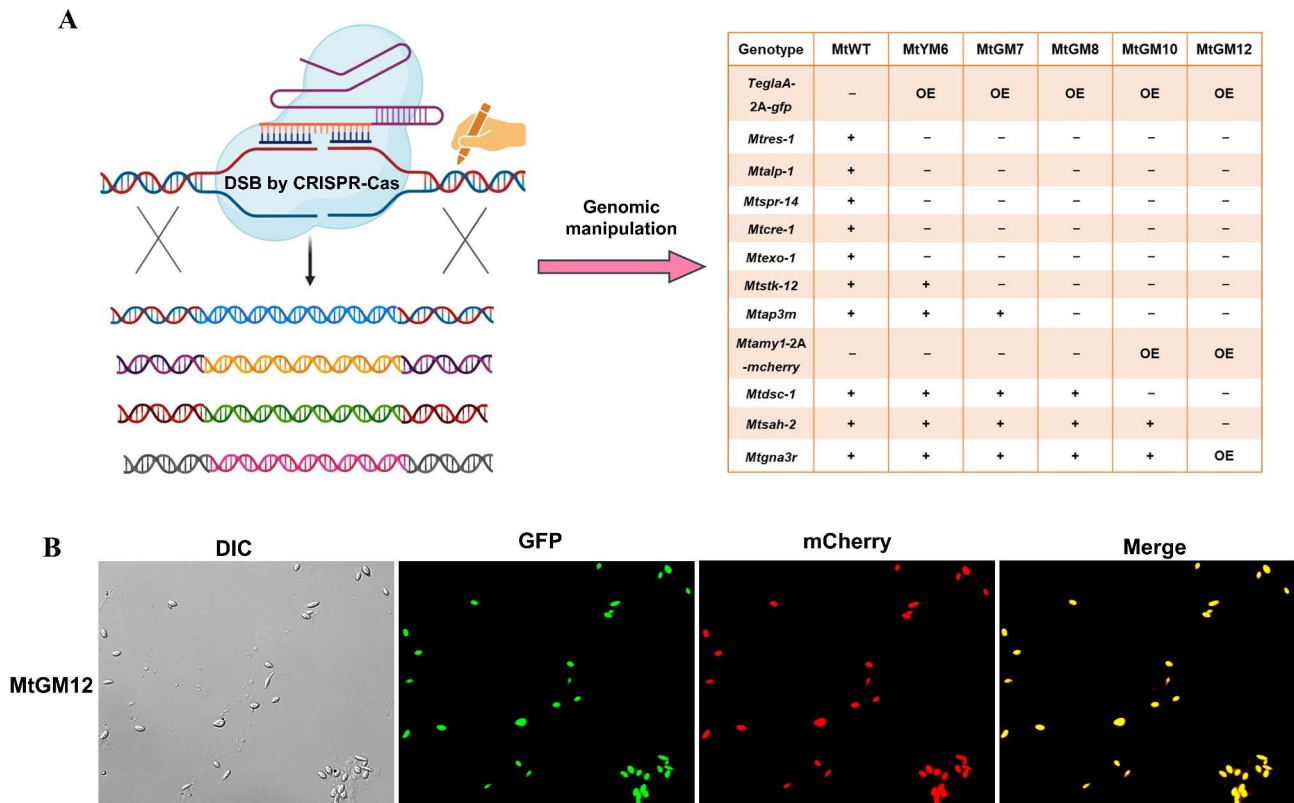 A
DSB by CRISPR-Cas
Genomic
manipulation
Genotype MtWT MtYM6 MtGM7 MtGM8 MtGM10 MtGM12
TeglaA-
2A-gfp – OE OE OE OE OE
Mtres-1 + – – – – –
Mtalp-1 + – – – – –
Mtspr-14 + – – – – –
Mtcre-1 + – – – – –
Mtexo-1 + – – – – –
Mtstk-12 + + – – – –
Mtap3m + + + – – –
Mtamy1-2A
-mcherry – – – – OE OE
Mtdsc-1 + + + + – –
Mtsah-2 + + + + + –
Mtgna3r + + + + + OE
B
DIC GFP mCherry Merge
MtGM12